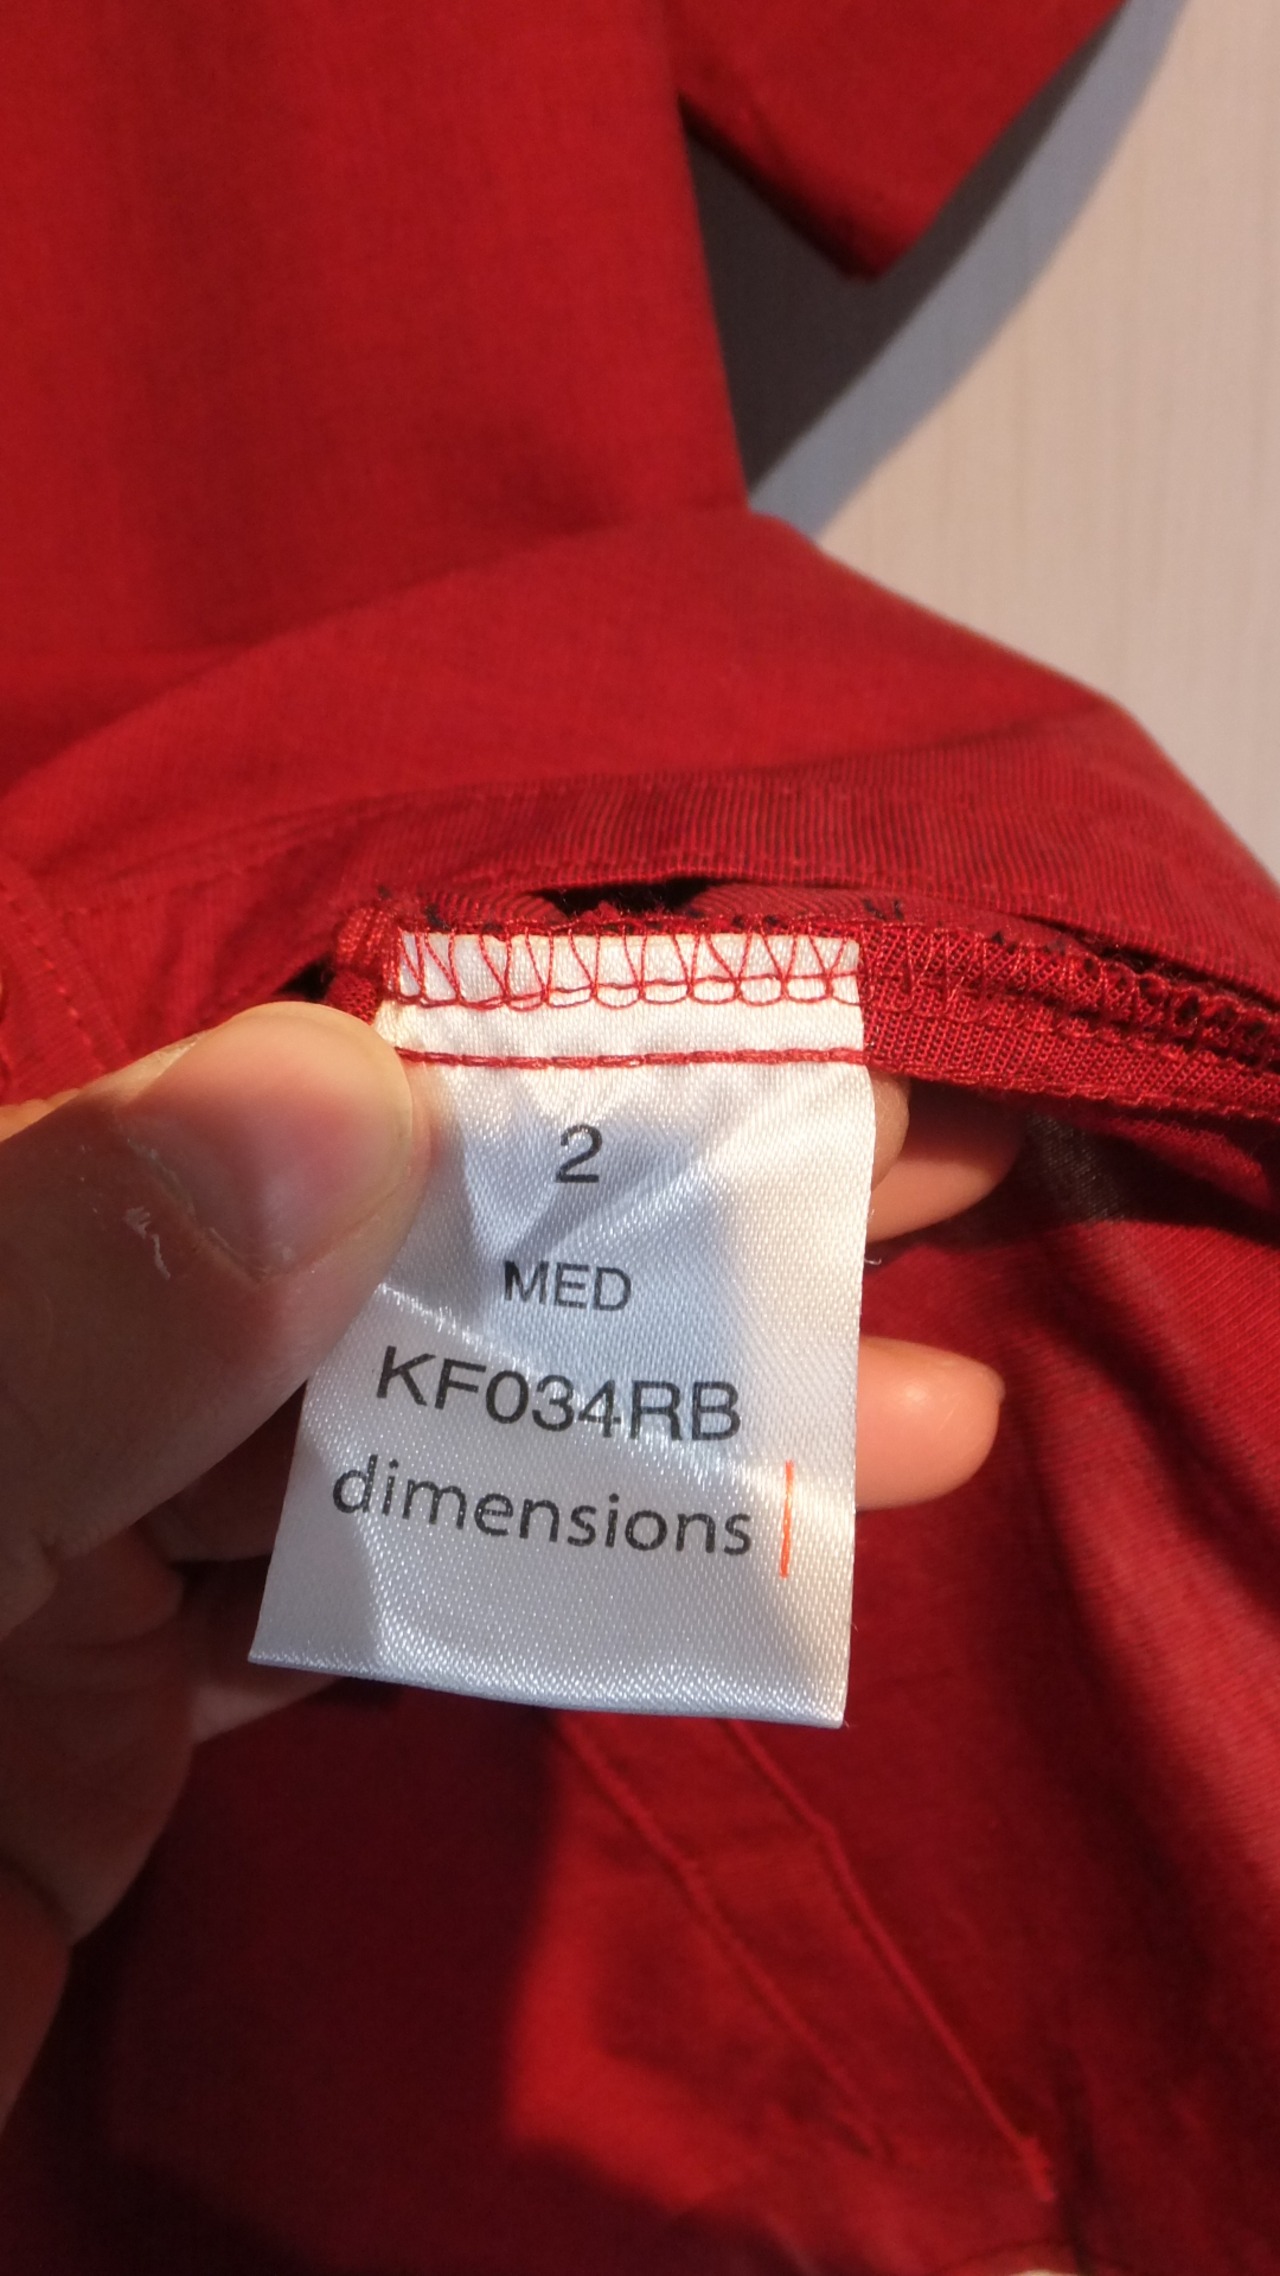 2
MED
KF034RB
dimensions |